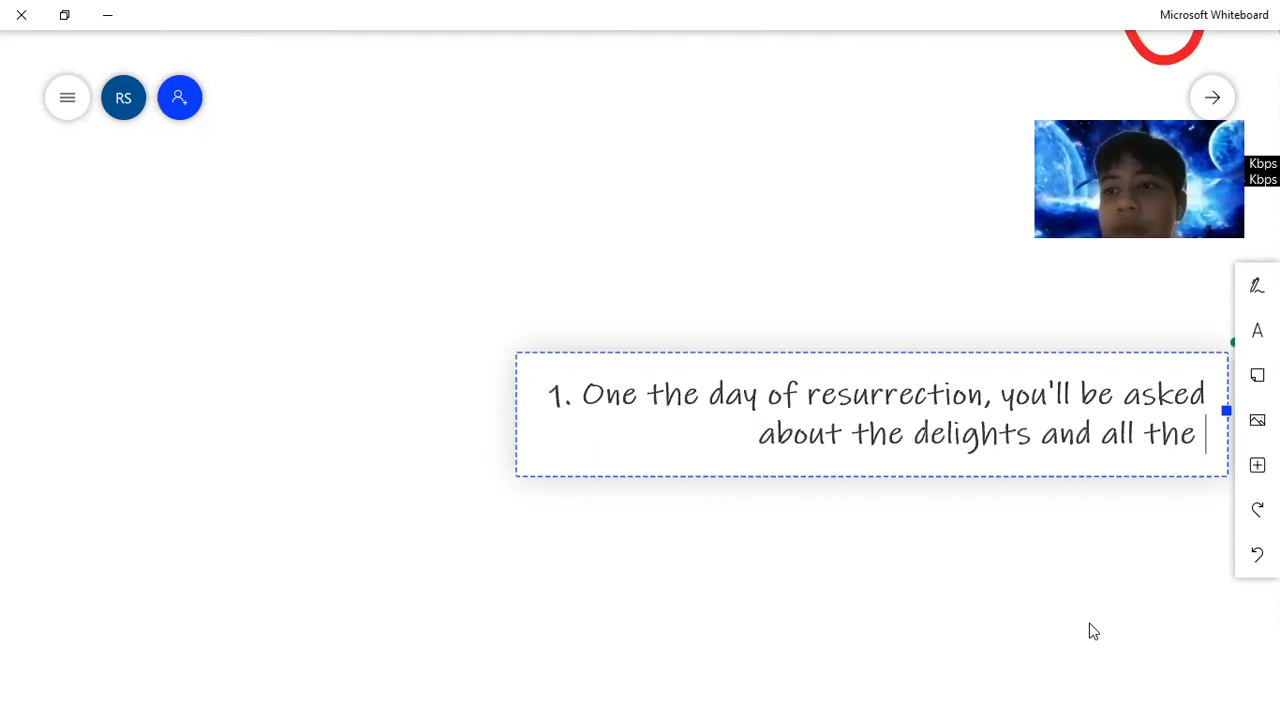 Microsoft Whiteboard
RS
Kbps
Kbps
1. One the day of resurrection, you'll be asked
about the delights and all the